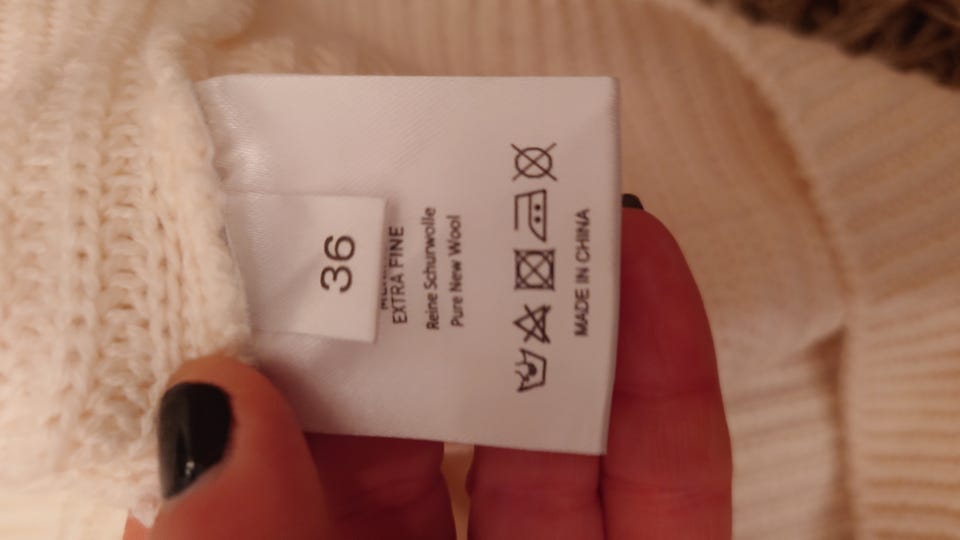 36
EXTRA FINE
Reine Schurwolle
Pure New Wool
MADE IN CHINA